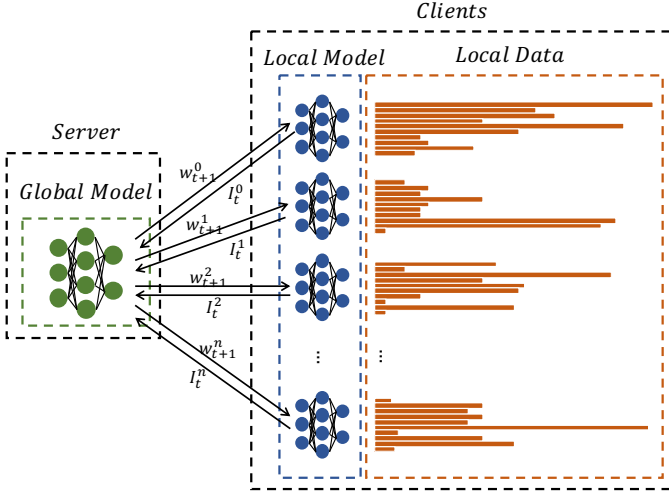 Clients
Local Model
Local Data
Server
Global Model
w_{t+1}^0
I_t^0
w_{t+1}^1
I_t^1
w_{t+1}^2
I_t^2
w_{t+1}^n
I_t^n
⋮ ⋮